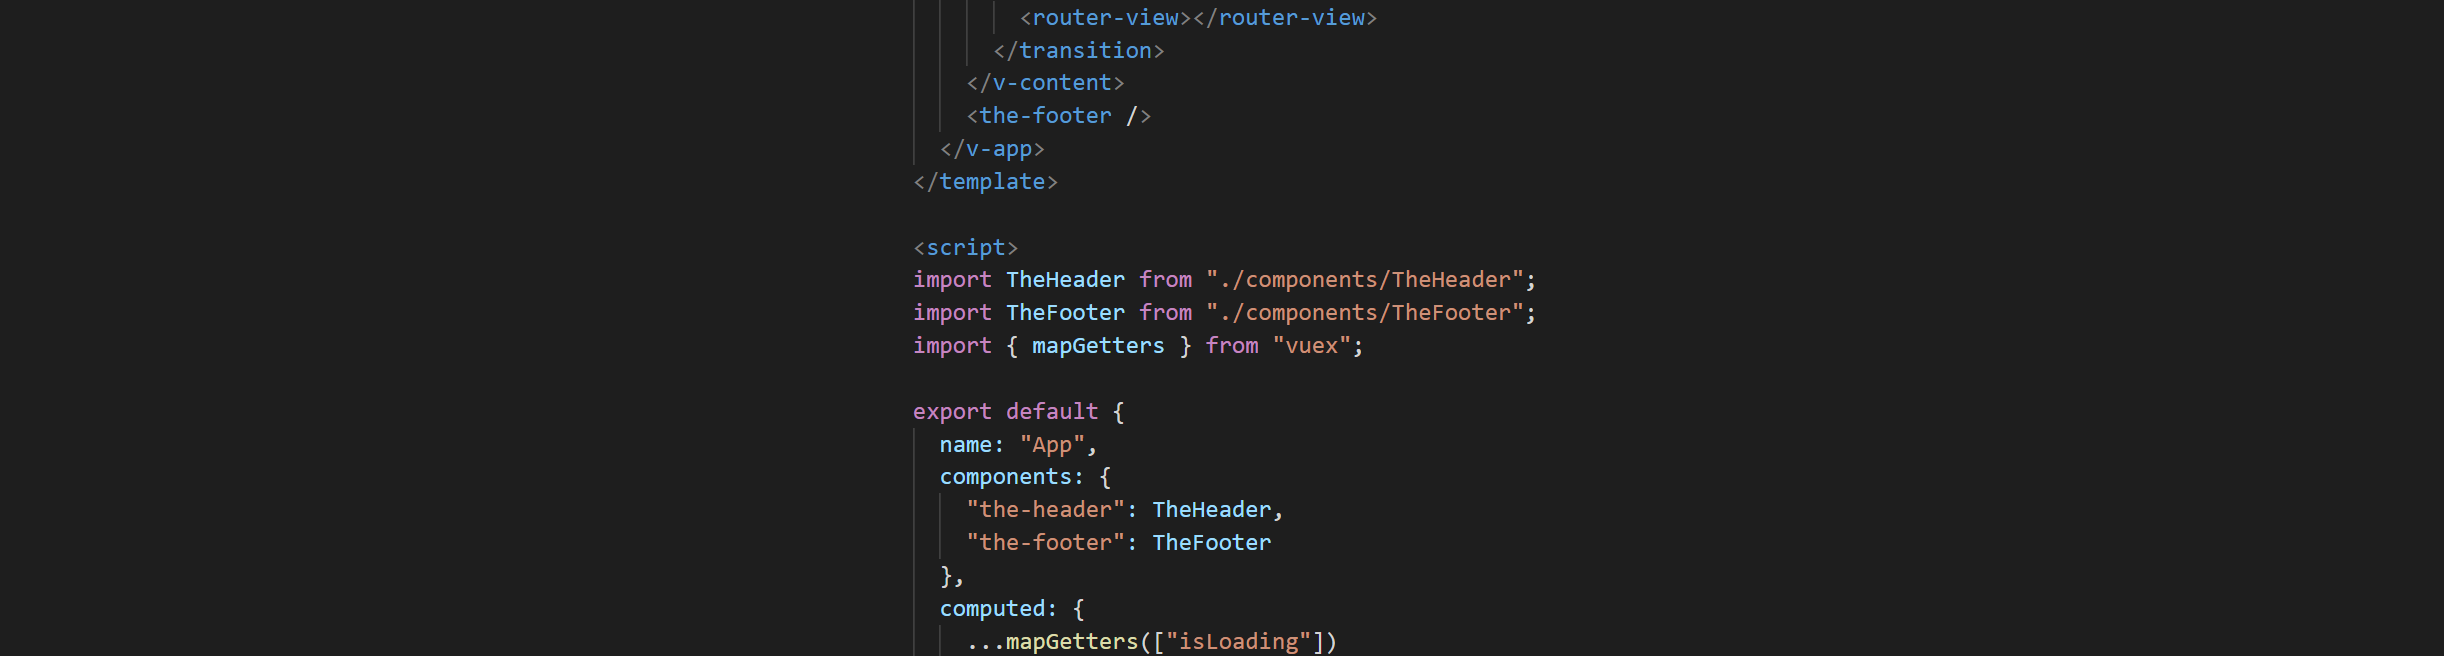 <router-view></router-view>
</transition>
</v-content>
<the-footer />
</v-app>
</template>
<script>
import TheHeader from "./components/TheHeader";
import TheFooter from "./components/TheFooter";
import { mapGetters } from "vuex";
export default {
name: "App",
components: {
"the-header": TheHeader,
"the-footer": TheFooter
},
computed: {
...mapGetters(["isLoading"])